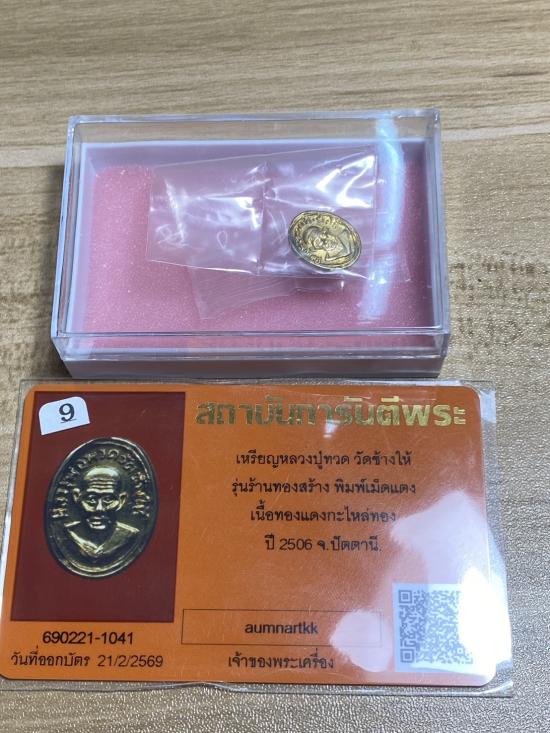 9
สถาบันการันตีพระ
เหรียญหลวงปู่ทวด วัดช้างให้
รุ่นร้านทองสร้าง พิมพ์เม็ดแตง
เนื้อทองแดงกะไหล่ทอง
ปี 2506 จ.ปัตตานี.
690221-1041
วันที่ออกบัตร 21/2/2569
aumnartkk
เจ้าของพระเครื่อง